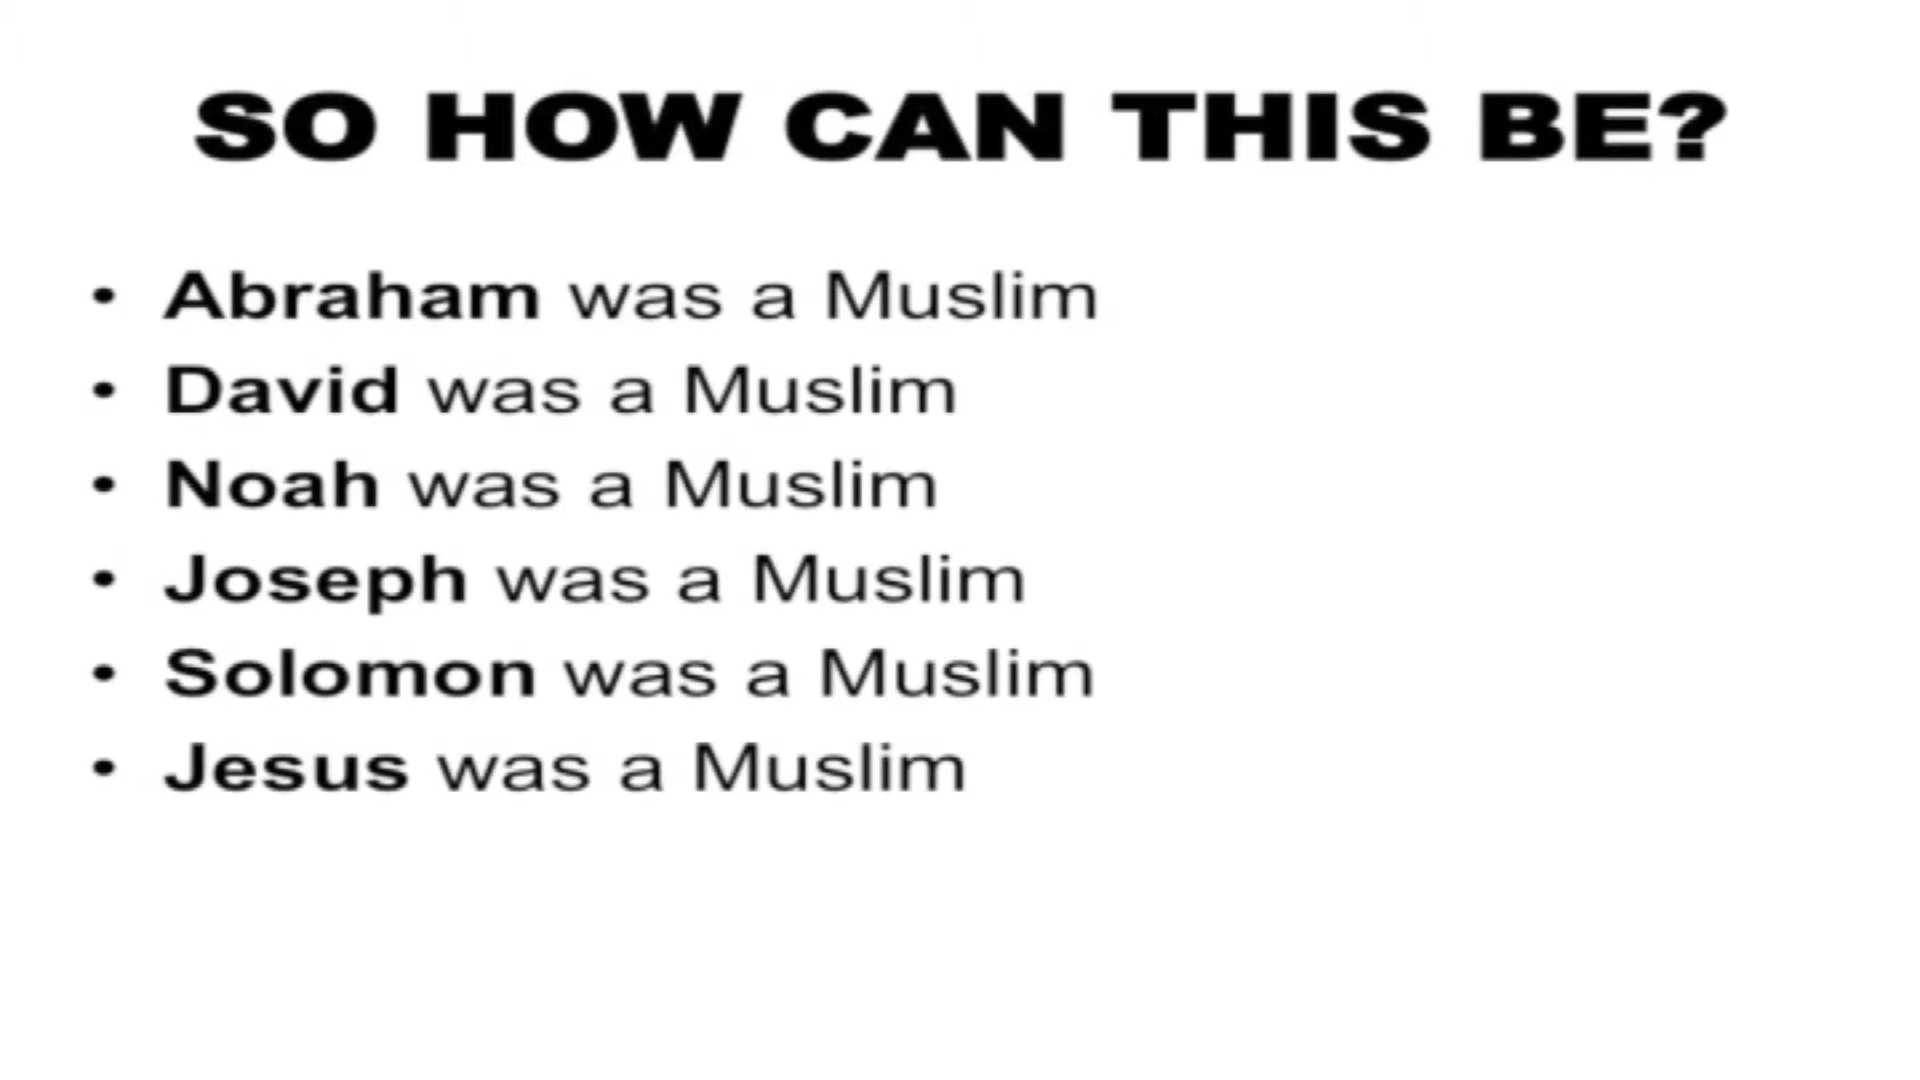 SO HOW CAN THIS BE?
• Abraham was a Muslim
• David was a Muslim
• Noah was a Muslim
• Joseph was a Muslim
• Solomon was a Muslim
• Jesus was a Muslim